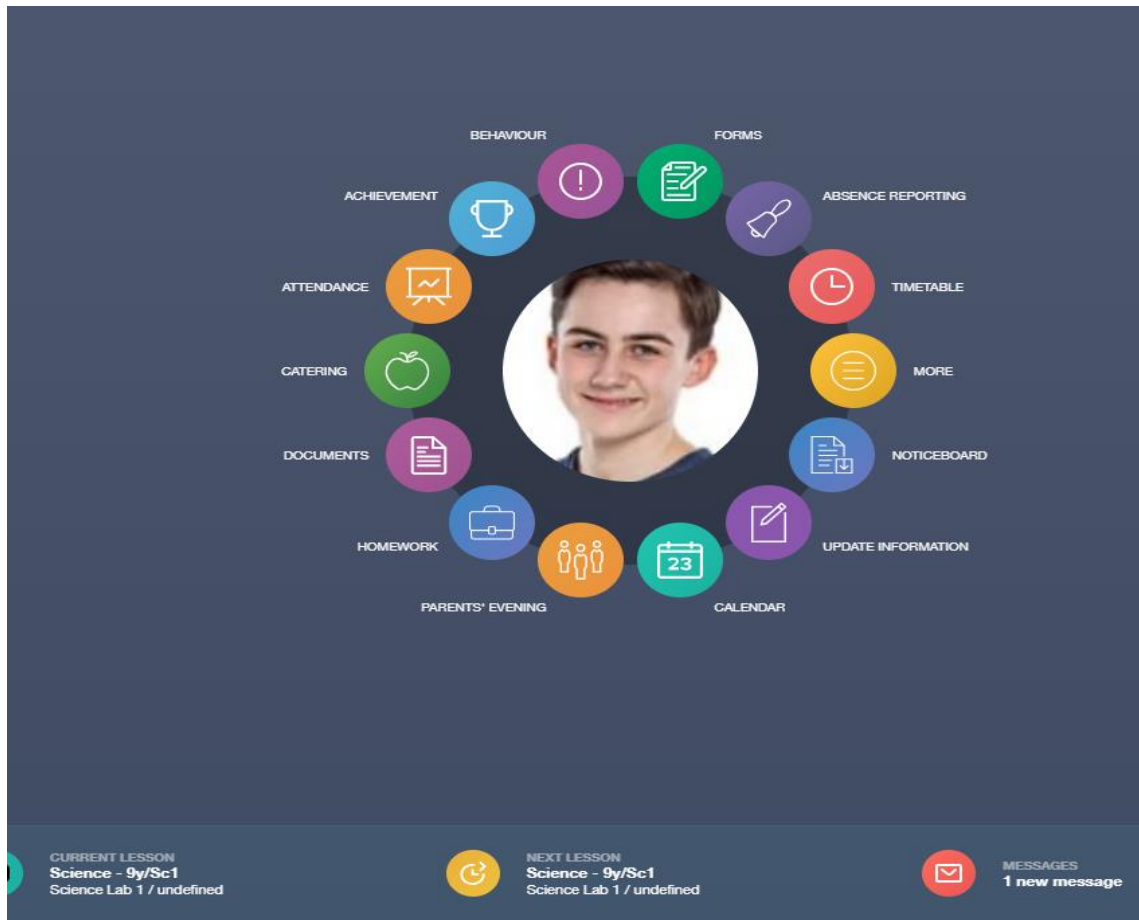 BEHAVIOUR
FORMS
ACHIEVEMENT
ABSENCE REPORTING
ATTENDANCE
TIMETABLE
CATERING
MORE
DOCUMENTS
NOTICEBOARD
HOMEWORK
UPDATE INFORMATION
23
PARENTS' EVENING
CALENDAR
CURRENT LESSON
Science - 9y/Sc1
Science Lab 1 / undefined
NEXT LESSON
Science - 9y/Sc1
Science Lab 1 / undefined
MESSAGES
1 new message